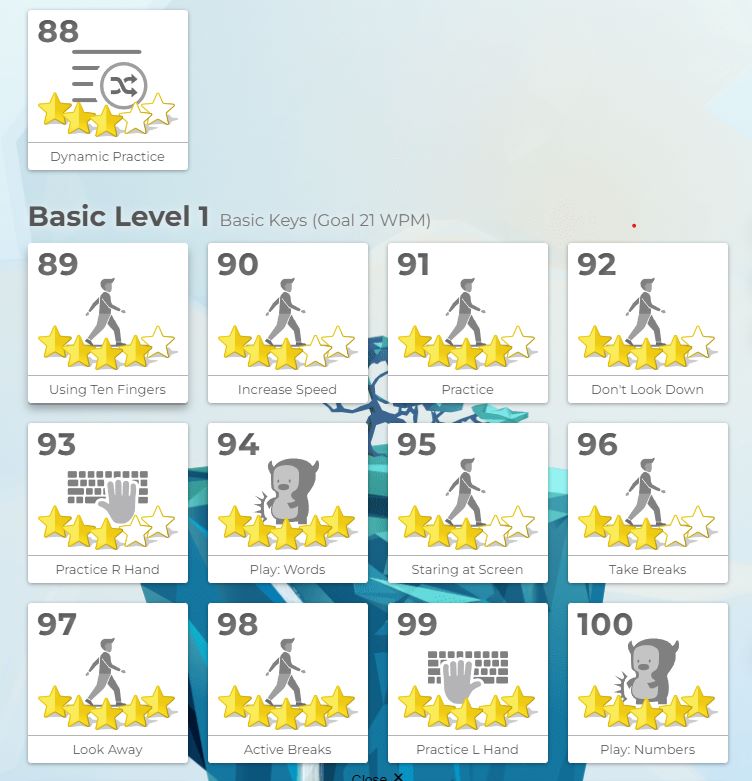 88
Dynamic Practice
Basic Level 1 Basic Keys (Goal 21 WPM)
89 90 91 92
Using Ten Fingers Increase Speed Practice Don't Look Down
93 94 95 96
Practice R Hand Play: Words Staring at Screen Take Breaks
97 98 99 100
Look Away Active Breaks Practice L Hand Play: Numbers
Close ×